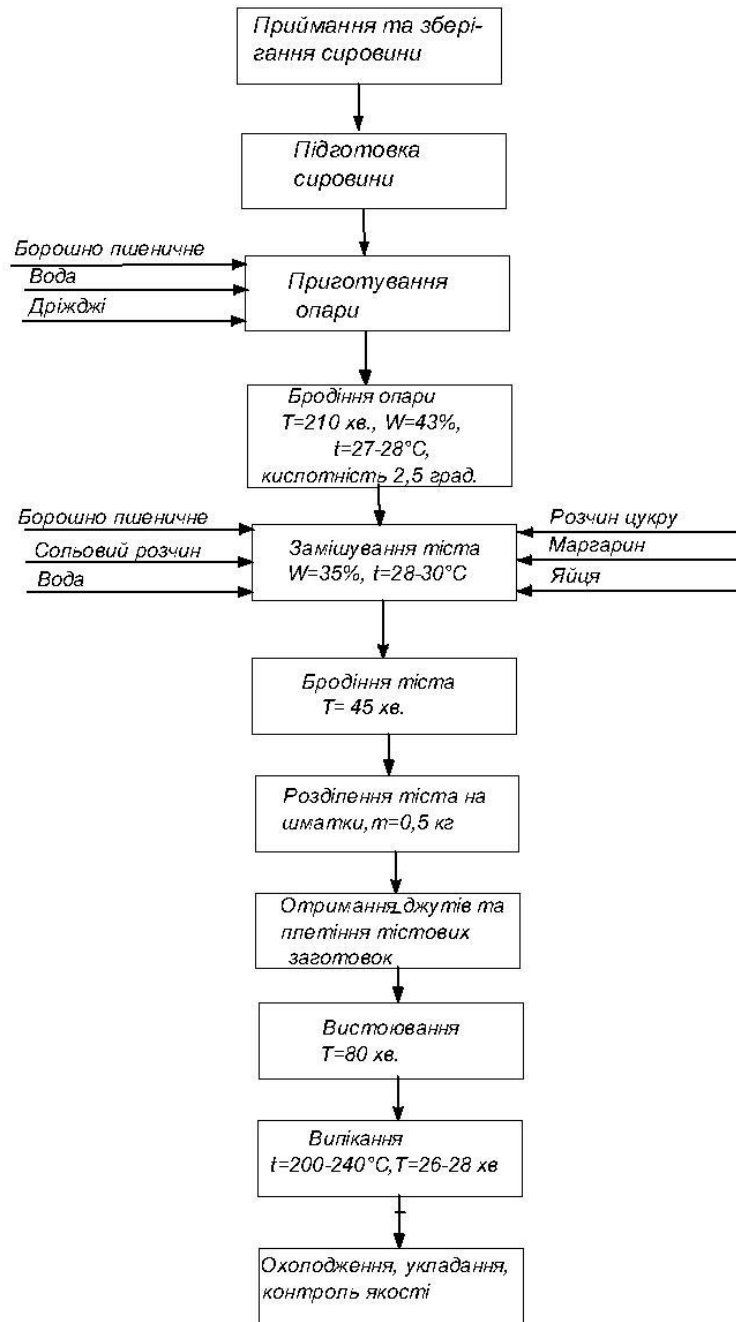 Приймання та збері-
гання сировини
Підготовка
сировини
Борошно пшеничне
Вода
Дріжджі
Приготування
опари
Бродіння опари
Т=210 хв., W=43%,
t=27-28°С,
кислотність 2,5 град.
Борошно пшеничне
Сольовий розчин
Вода
Замішування тіста
W=35%, t=28-30°С
Розчин цукру
Маргарин
Яйця
Бродіння тіста
Т= 45 хв.
Розділення тіста на
шматки,m=0,5 кг
Отримання джутів та
плетіння тістових
заготовок
Вистоювання
Т=80 хв.
Випікання
t=200-240°С,Т=26-28 хв
Охолодження, укладання,
контроль якості